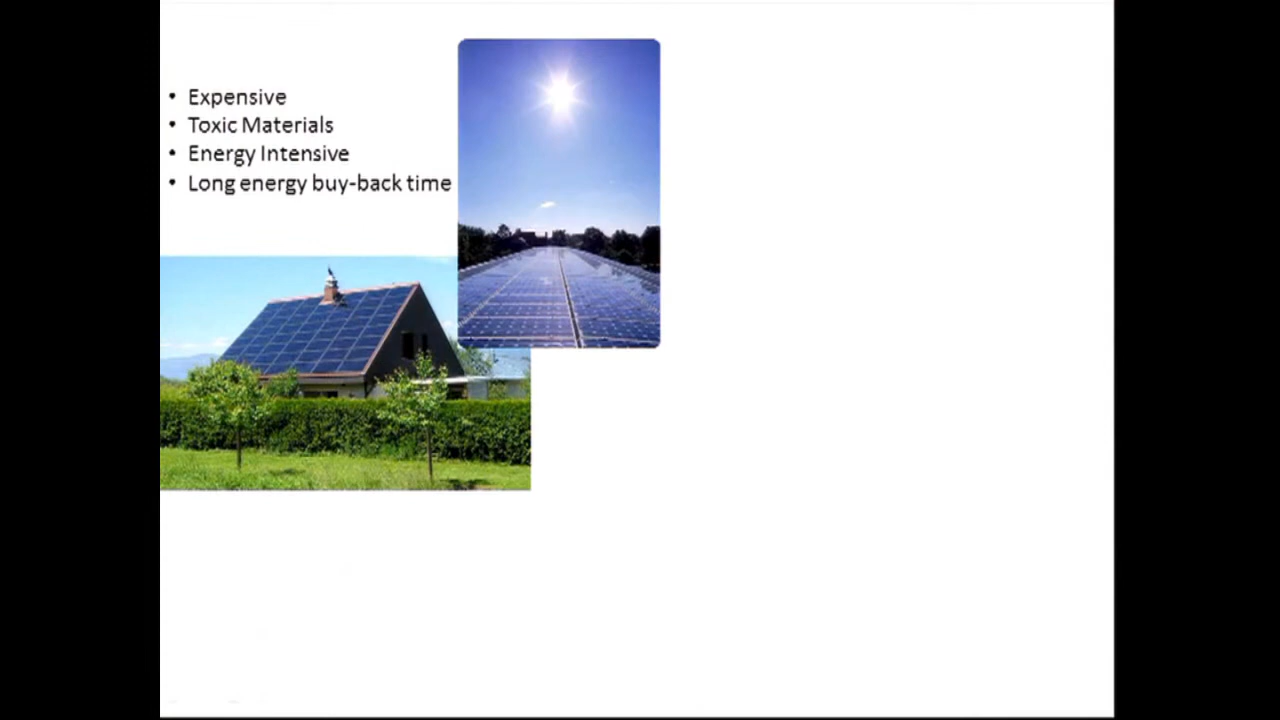 • Expensive
• Toxic Materials
• Energy Intensive
• Long energy buy-back time